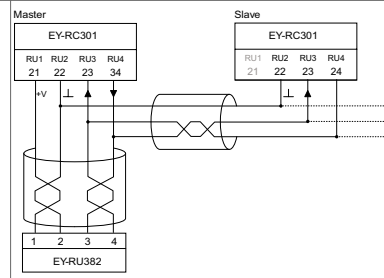 Master
Slave
EY-RC301
EY-RC301
RU1 RU2 RU3 RU4
RU1 RU2 RU3 RU4
21 22 23 34
21 22 23 24
+V
1 2 3 4
EY-RU382